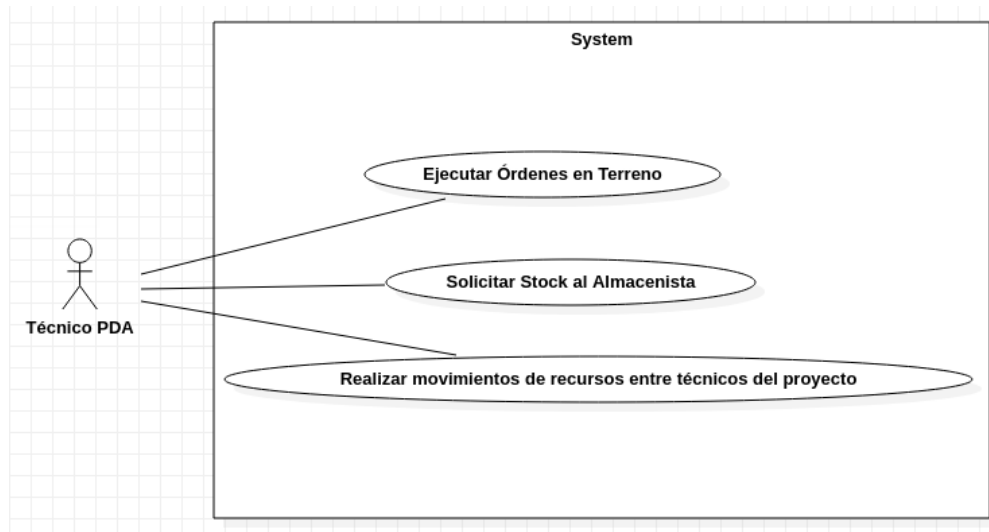 System
Ejecutar Órdenes en Terreno
Solicitar Stock al Almacenista
Técnico PDA
Realizar movimientos de recursos entre técnicos del proyecto